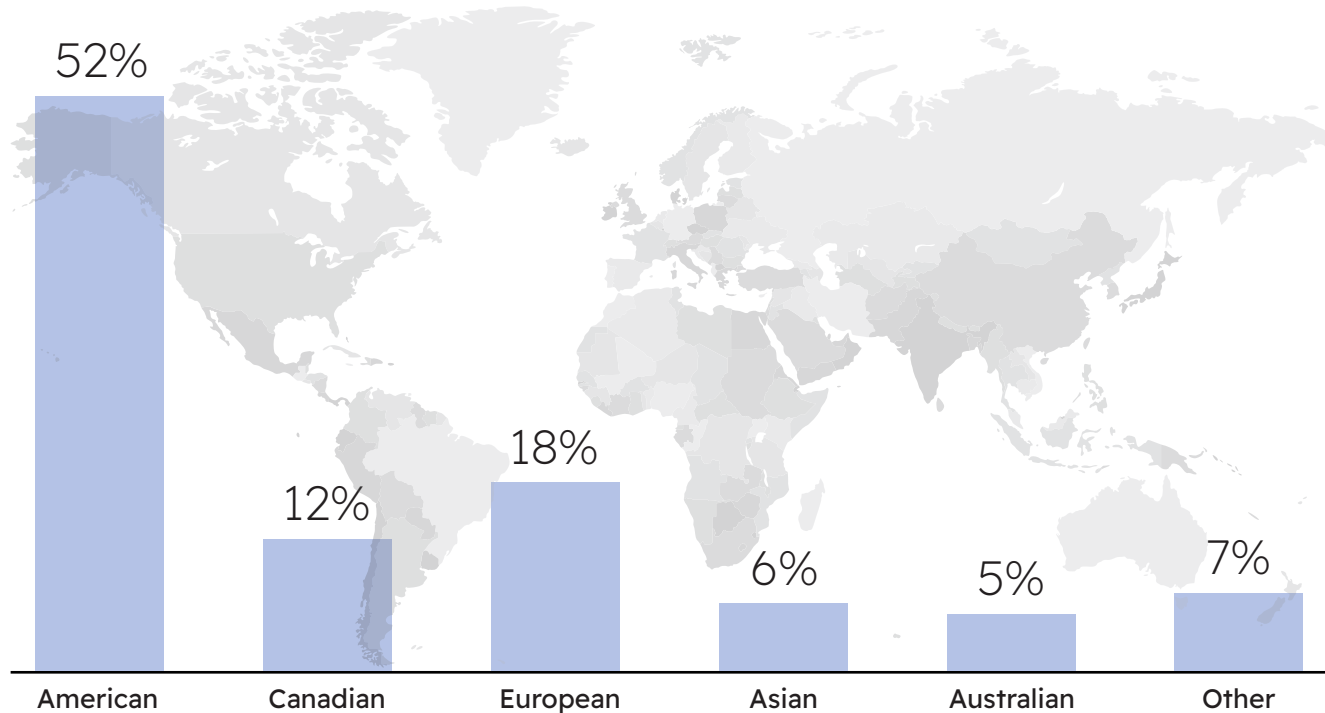 52%
12%
18%
6%
5%
7%
American
Canadian
European
Asian
Australian
Other